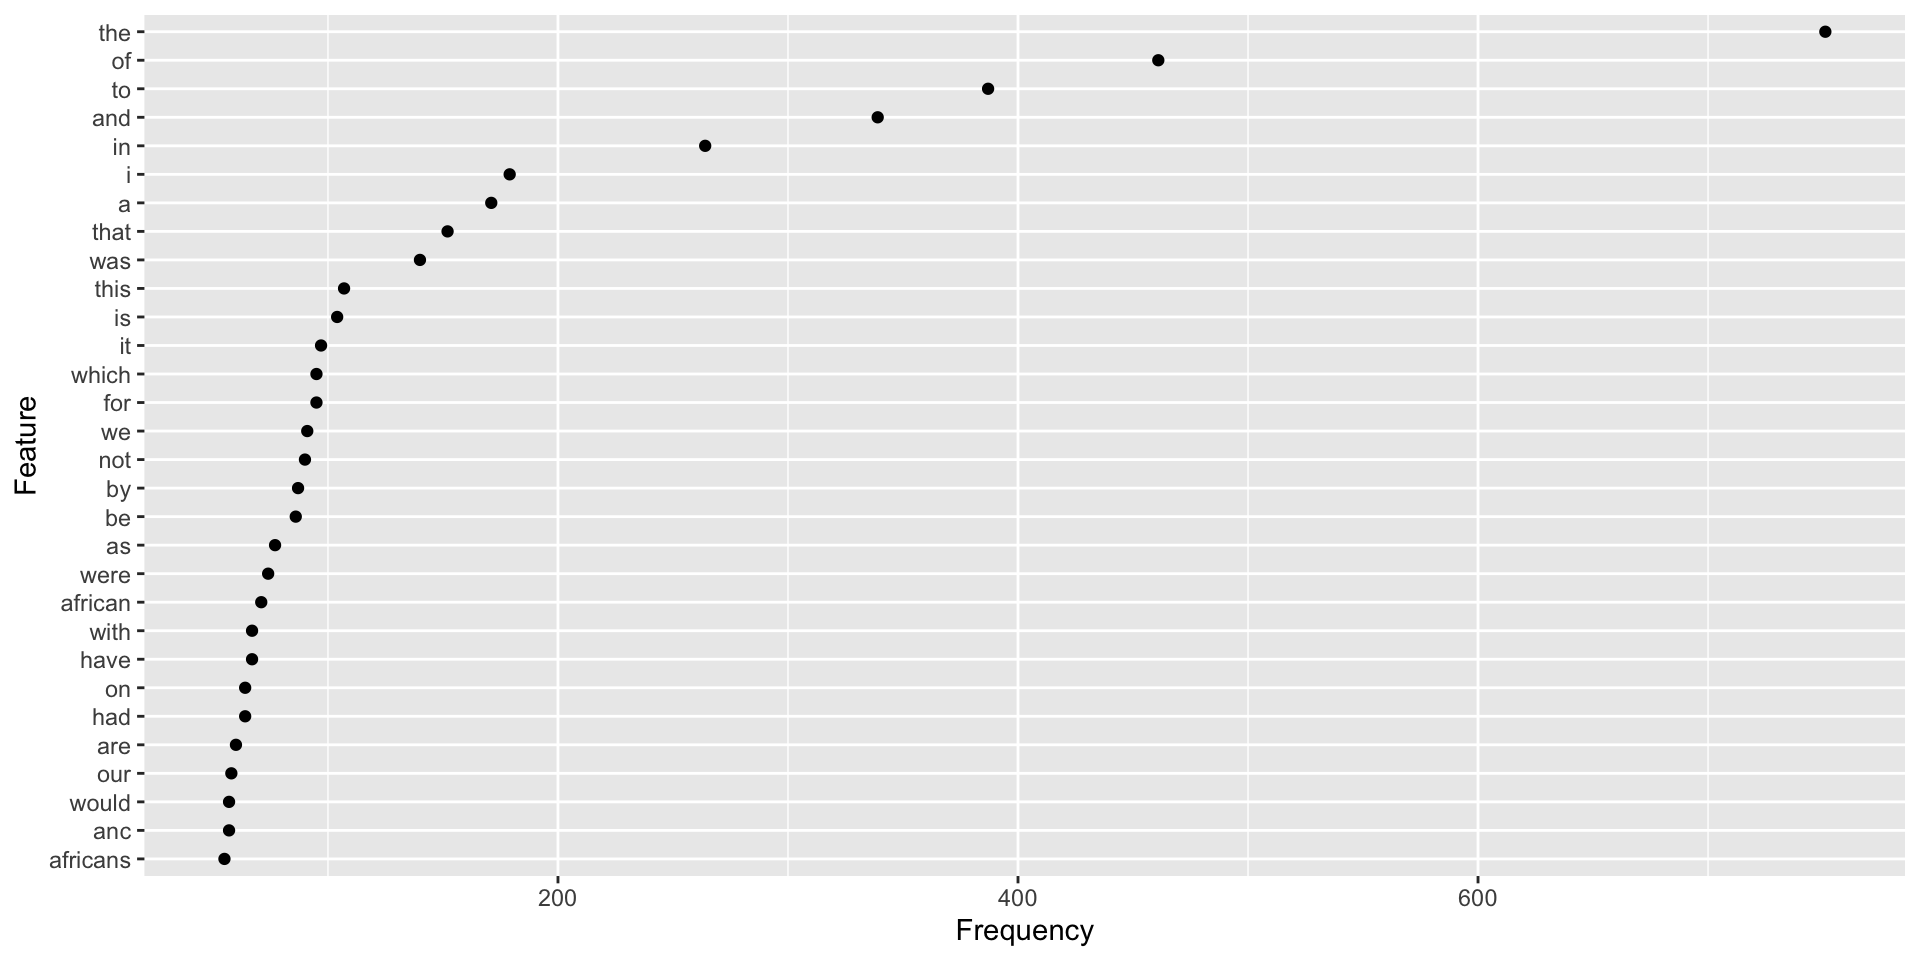 the
of
to
and
in
i
a
that
was
this
is
it
which
for
we
not
by
be
as
were
african
with
have
on
had
are
our
would
anc
africans
Feature
200 400 600
Frequency